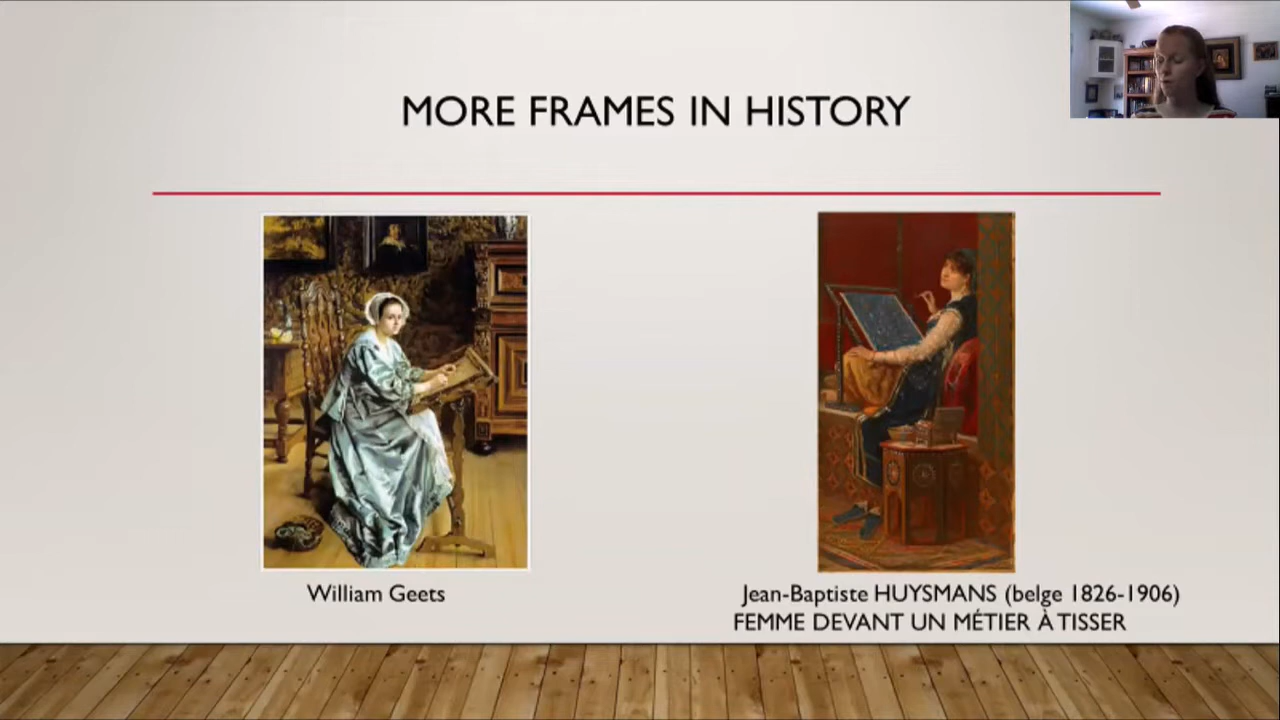 MORE FRAMES IN HISTORY
William Geets
Jean-Baptiste HUYSMANS (belge 1826-1906)
FEMME DEVANT UN MÉTIER À TISSER